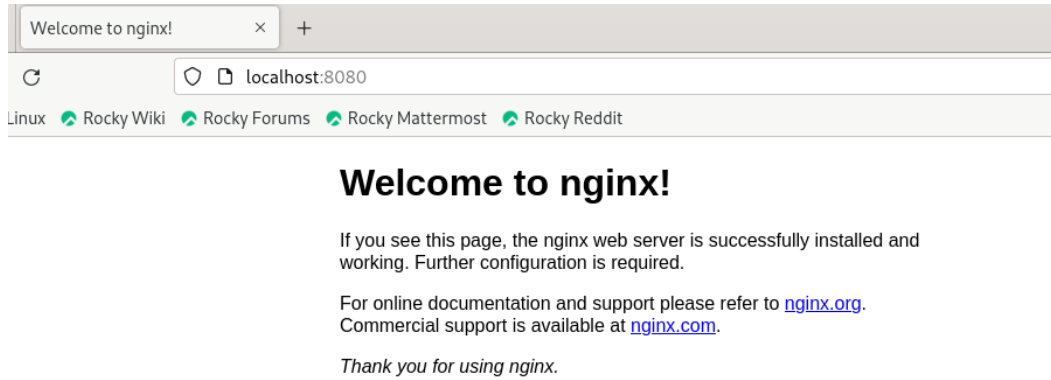 Welcome to nginx!
localhost:8080
Linux Rocky Wiki Rocky Forums Rocky Mattermost Rocky Reddit
Welcome to nginx!
If you see this page, the nginx web server is successfully installed and
working. Further configuration is required.
For online documentation and support please refer to nginx.org.
Commercial support is available at nginx.com.
Thank you for using nginx.